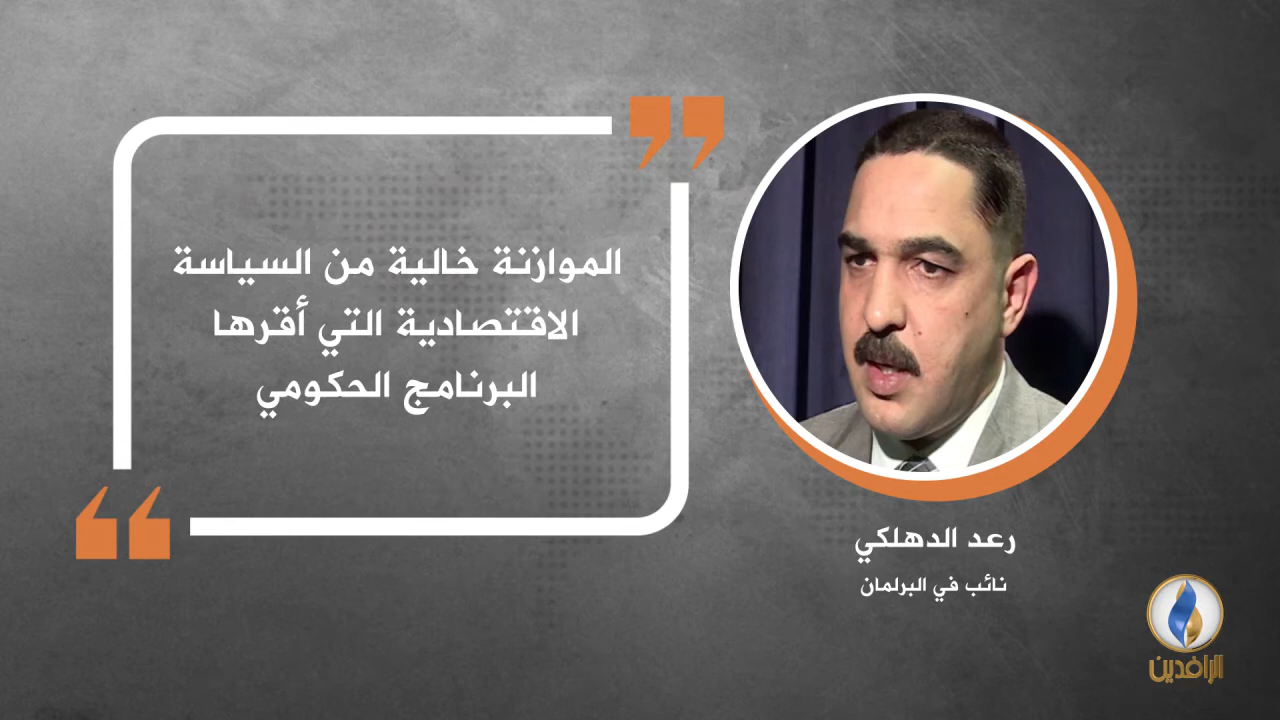 الموازنة خالية من السياسة
الاقتصادية التي أقرها
البرنامج الحكومي
رعد الدهلكي
نائب في البرلمان
الرافدين